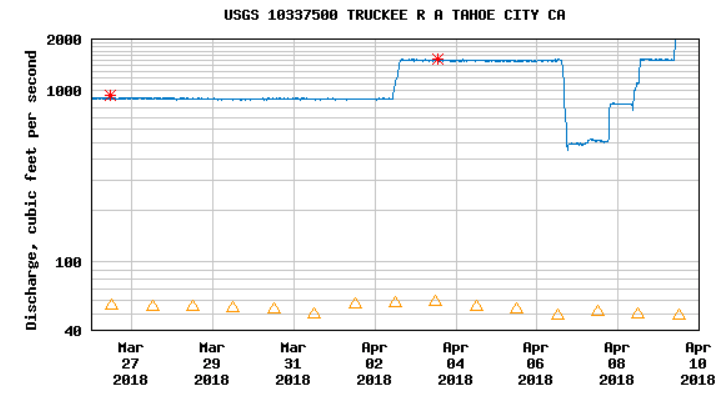 USGS 10337500 TRUCKEE R A TAHOE CITY CA
Discharge, cubic feet per second
2000
1000
100
40
Mar Mar Mar Apr Apr Apr Apr Apr
27 29 31 02 04 06 08 10
2018 2018 2018 2018 2018 2018 2018 2018